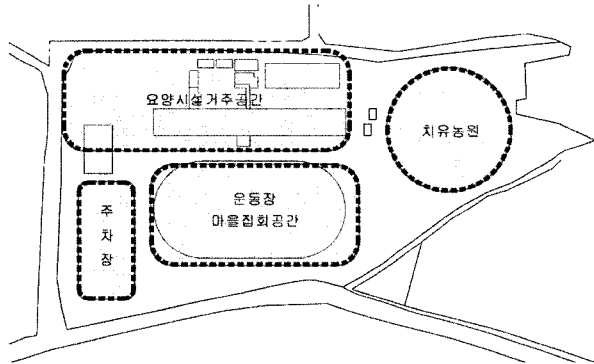 요양시설거주공간
치유농원
운동장
마을집회공간
주
차
장